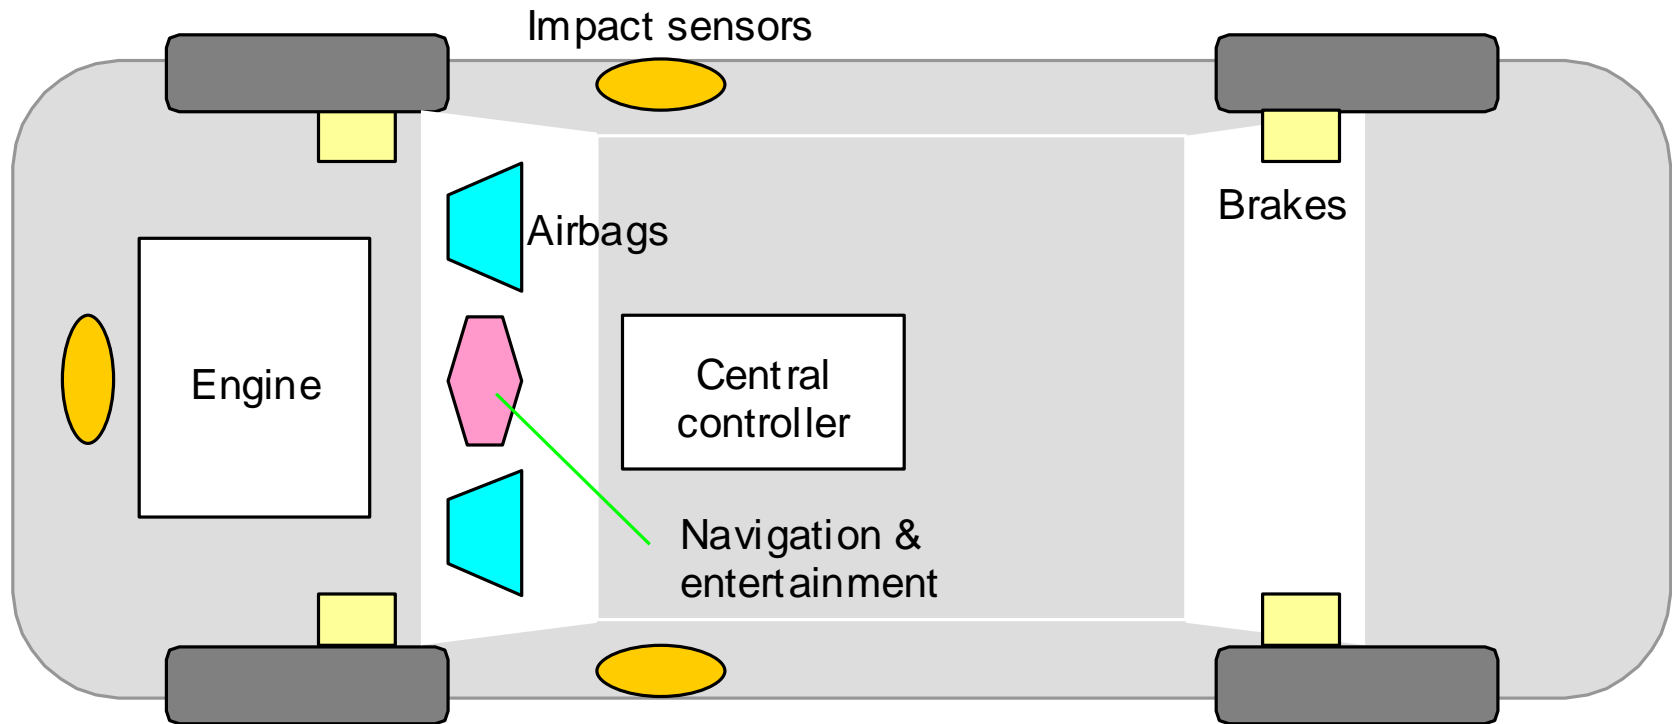 Impact sensors
Airbags
Brakes
Engine
Central
controller
Navigation &
entertainment